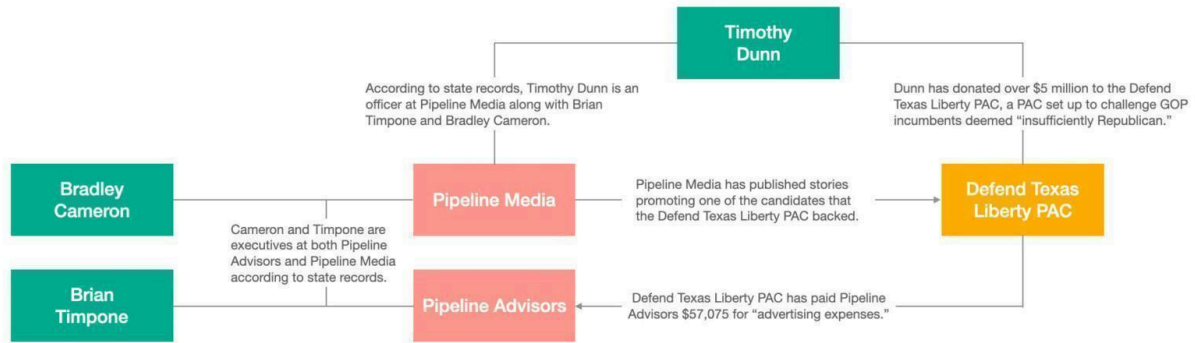 Timothy
Dunn
According to state records, Timothy Dunn is an
officer at Pipeline Media along with Brian
Timpone and Bradley Cameron.
Dunn has donated over $5 million to the Defend
Texas Liberty PAC, a PAC set up to challenge GOP
incumbents deemed “insufficiently Republican.”
Bradley
Cameron
Pipeline Media
Pipeline Media has published stories
promoting one of the candidates that
the Defend Texas Liberty PAC backed.
Defend Texas
Liberty PAC
Cameron and Timpone are
executives at both Pipeline
Advisors and Pipeline Media
according to state records.
Brian
Timpone
Pipeline Advisors
Defend Texas Liberty PAC has paid Pipeline
Advisors $57,075 for “advertising expenses.”